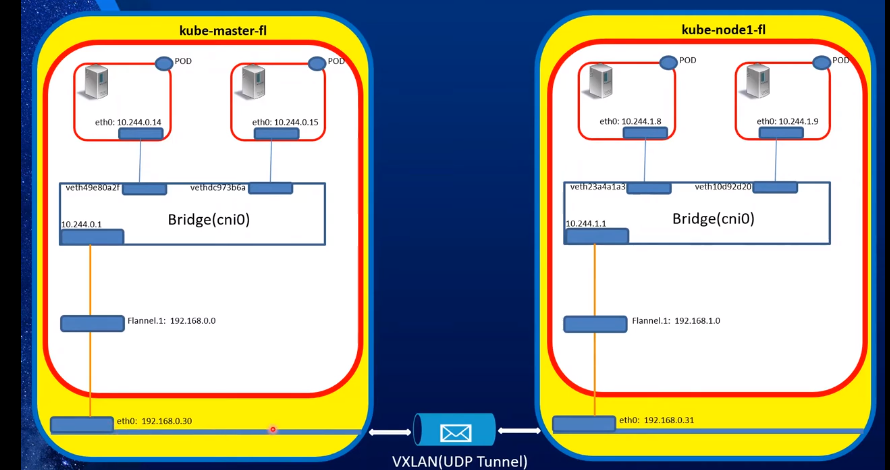 kube-master-fl
POD
POD
eth0: 10.244.0.14
eth0: 10.244.0.15
veth49e80a2f
vethdc973b6a
Bridge(cni0)
10.244.0.1
Flannel.1: 192.168.0.0
eth0: 192.168.0.30
VXLAN(UDP Tunnel)
kube-node1-fl
POD
POD
eth0: 10.244.1.8
eth0: 10.244.1.9
veth23a4a1a3
veth10d92d20
Bridge(cni0)
10.244.1.1
Flannel.1: 192.168.1.0
eth0: 192.168.0.31